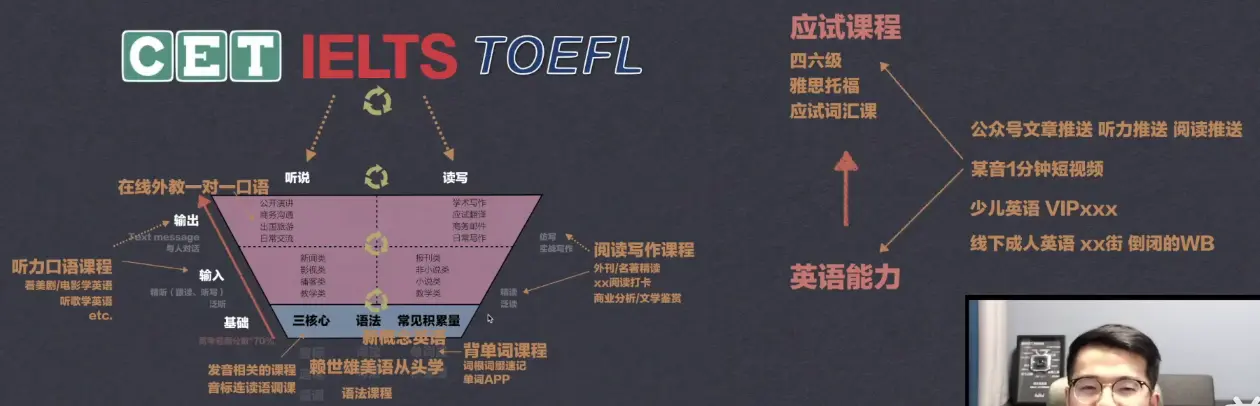 CET IELTS TOEFL
听说
读写
在线外教一对一口语
公开演讲
商务沟通
出国旅游
日常交流
学术写作
应试翻译
商务邮件
日常写作
输出
Text message
与人对话
听力口语课程
看美剧/电影学英语
听歌学英语
etc.
输入
精听（跟读、听写）
泛听
新闻类
影视类
播客类
教学类
报刊类
非小说类
小说类
教学类
续写
实战写作
阅读写作课程
外刊/名著精读
xx阅读打卡
商业分析/文学鉴赏
精读
泛读
基础
三核心
语法
常见积累量
新概念英语
发音相关的课程
音标连读语调课
赖世雄美语从头学
语法课程
背单词课程
词根词缀速记
单词APP
应试课程
四六级
雅思托福
应试词汇课
英语能力
公众号文章推送 听力推送 阅读推送
某音1分钟短视频
少儿英语 VIPxxx
线下成人英语 xx街 倒闭的WB